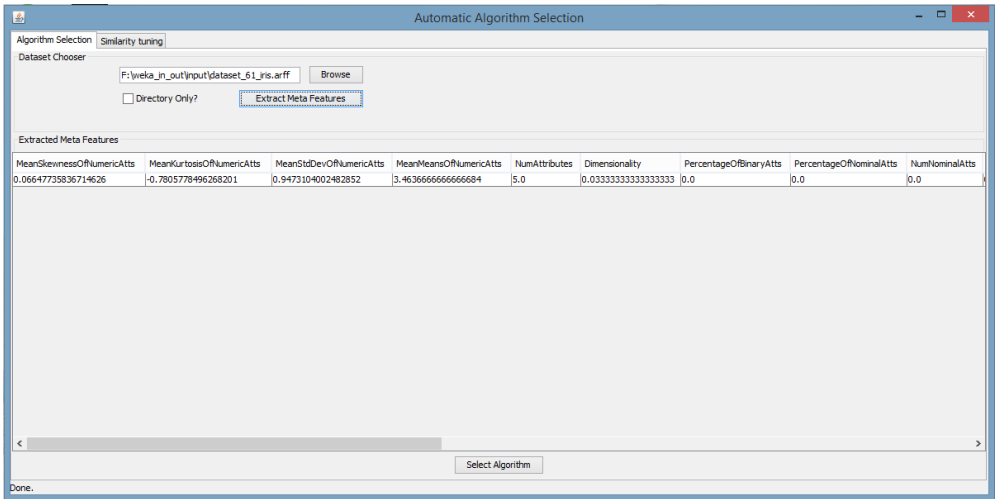 Automatic Algorithm Selection
Algorithm Selection Similarity tuning
Dataset Chooser
F:\weka_in_out\input\dataset_61_iris.arff Browse
Directory Only? Extract Meta Features
Extracted Meta Features
MeanSkewnessOfNumericAtts MeanKurtosisOfNumericAtts MeanStdDevOfNumericAtts MeanMeansOfNumericAtts NumAttributes Dimensionality PercentageOfBinaryAtts PercentageOfNominalAtts NumNominalAtts
0.06647735836714626 -0.7805778496268201 0.9473104002482852 3.4636666666666684 5.0 0.03333333333333333 0.0 0.0 0.0
Select Algorithm
Done.